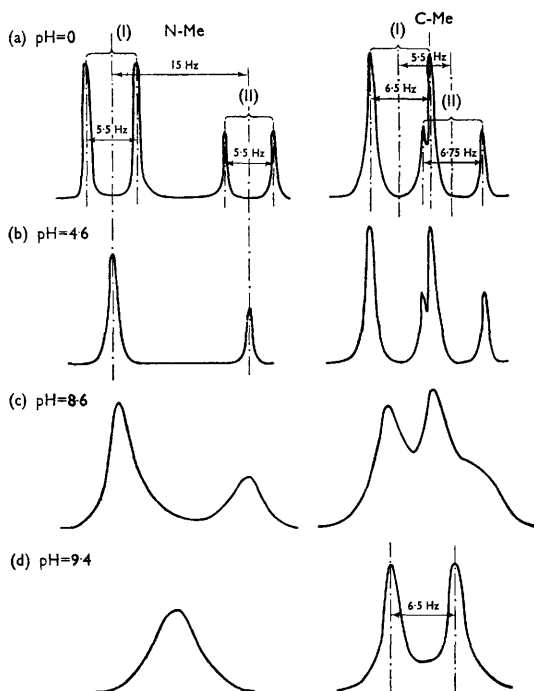 (a) pH=0
N-Me
C-Me
(I)
15 Hz
(II)
5.5 Hz
5.5 Hz
(I)
5.5 Hz
6.5 Hz
(II)
6.75 Hz
(b) pH=4·6
(c) pH=8·6
(d) pH=9·4
6.5 Hz